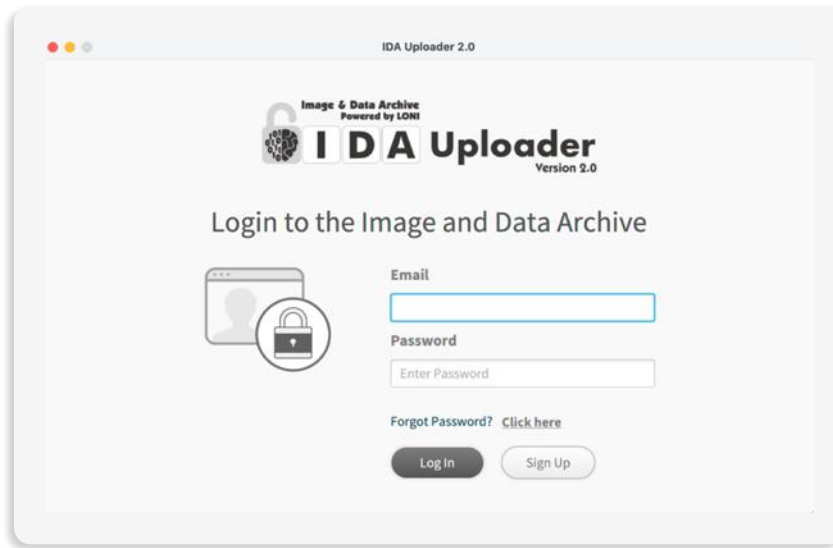 IDA Uploader 2.0
Image & Data Archive
Powered by LONI
IDA Uploader
Version 2.0
Login to the Image and Data Archive
Email
Password
Enter Password
Forgot Password? Click here
Log In
Sign Up